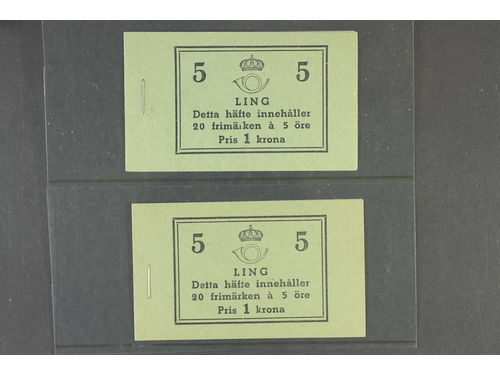 5 5
LING
Detta häfte innehåller
20 frimärken à 5 öre
Pris 1 krona
5 5
LING
Detta häfte innehåller
20 frimärken à 5 öre
Pris 1 krona